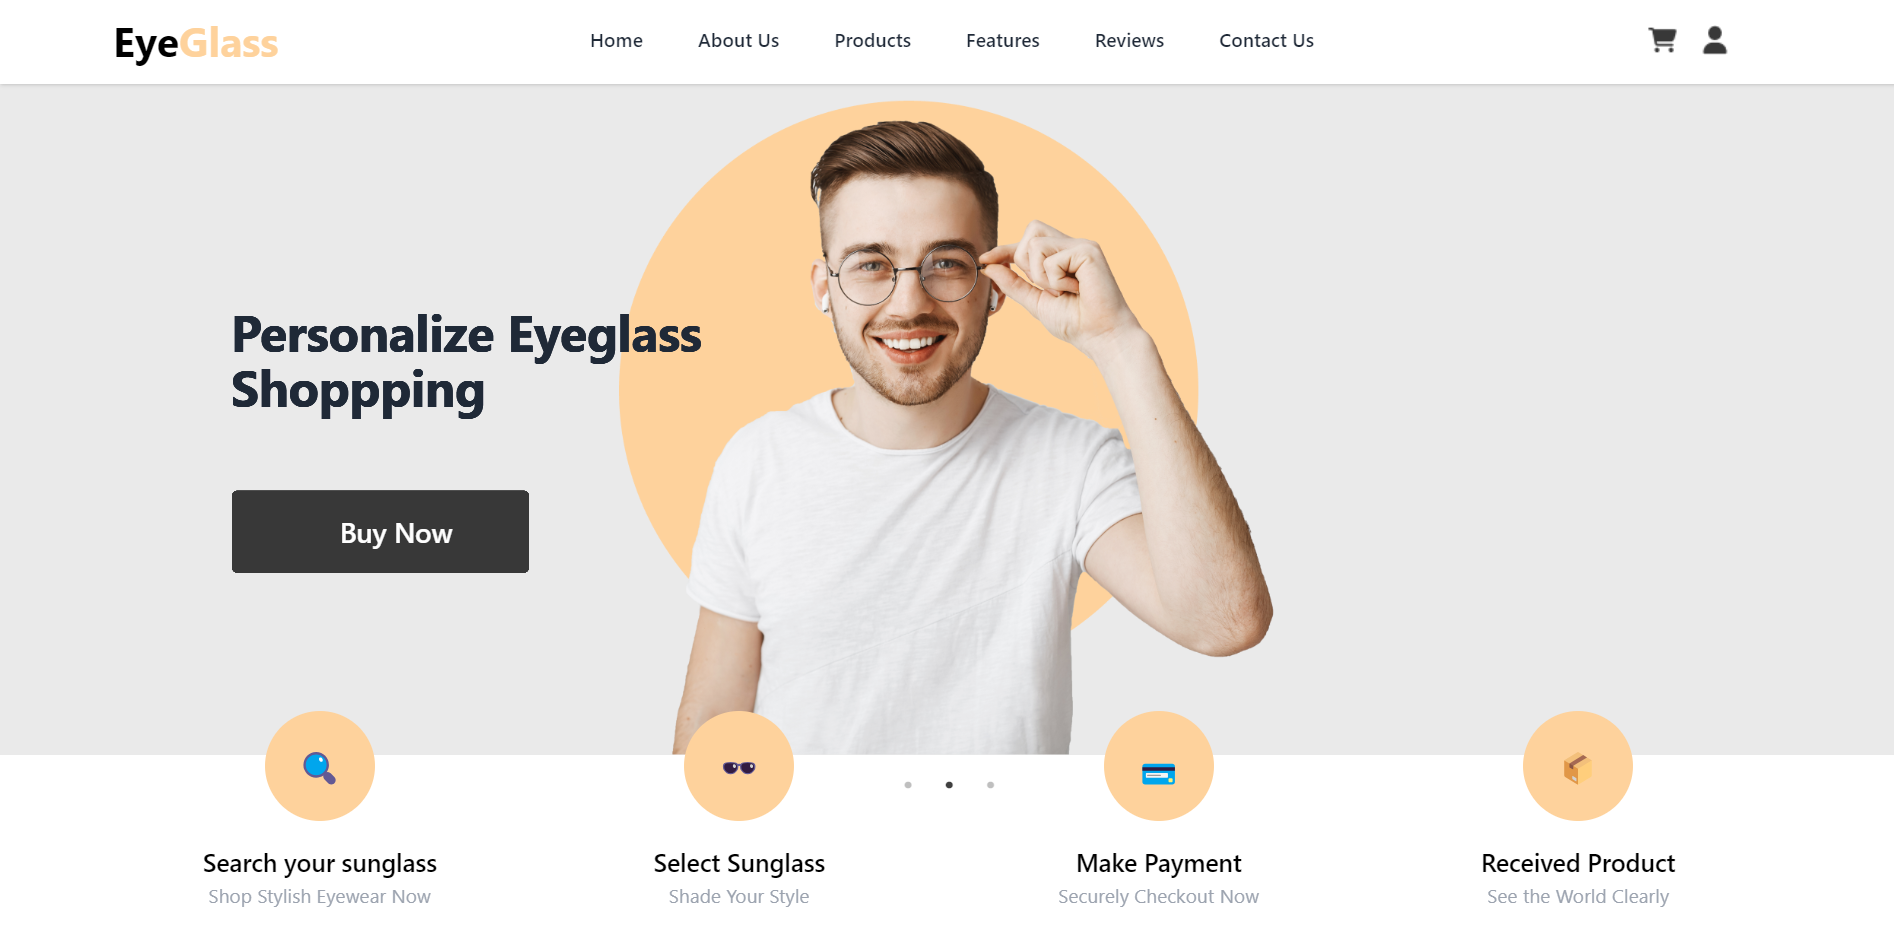 EyeGlass
Home About Us Products Features Reviews Contact Us
Personalize Eyeglass
Shoppping
Buy Now
Search your sunglass
Shop Stylish Eyewear Now
Select Sunglass
Shade Your Style
Make Payment
Securely Checkout Now
Received Product
See the World Clearly